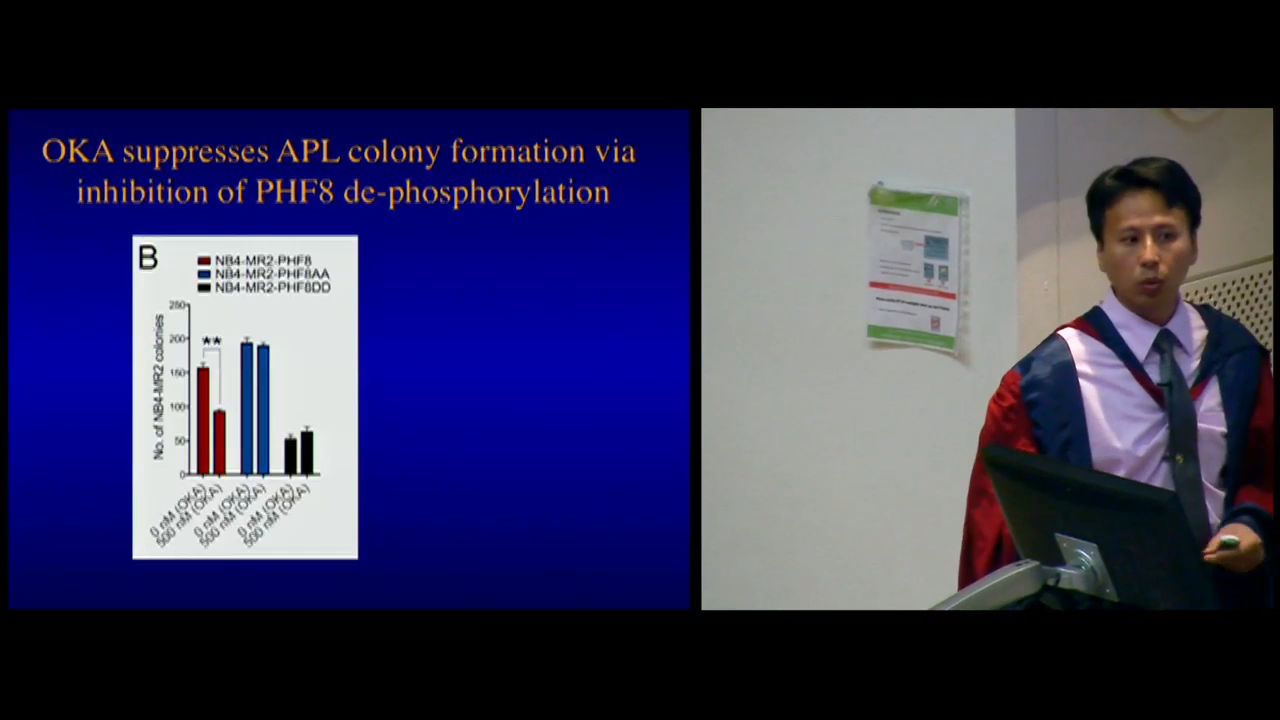 OKA suppresses APL colony formation via
inhibition of PHF8 de-phosphorylation
B
NB4-MR2-PHF8
NB4-MR2-PHF8AA
NB4-MR2-PHF8DD
No. of NB4-MR2 colonies
250
200
150
100
50
0
**
0 nM (OKA)
500 nM (OKA)
0 nM (OKA)
500 nM (OKA)
0 nM (OKA)
500 nM (OKA)